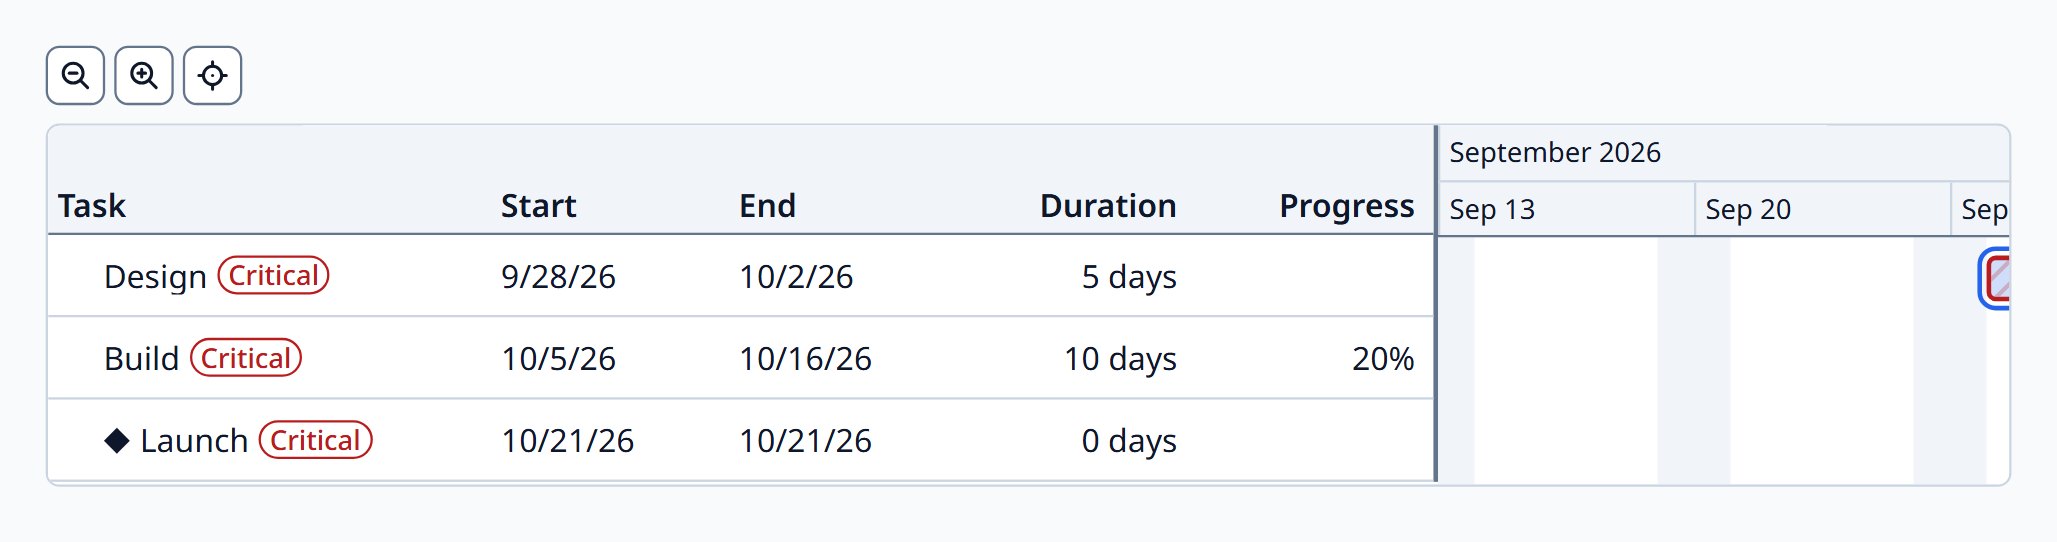 September 2026
Task Start End Duration Progress Sep 13 Sep 20 Sep
Design Critical 9/28/26 10/2/26 5 days
Build Critical 10/5/26 10/16/26 10 days 20%
Launch Critical 10/21/26 10/21/26 0 days